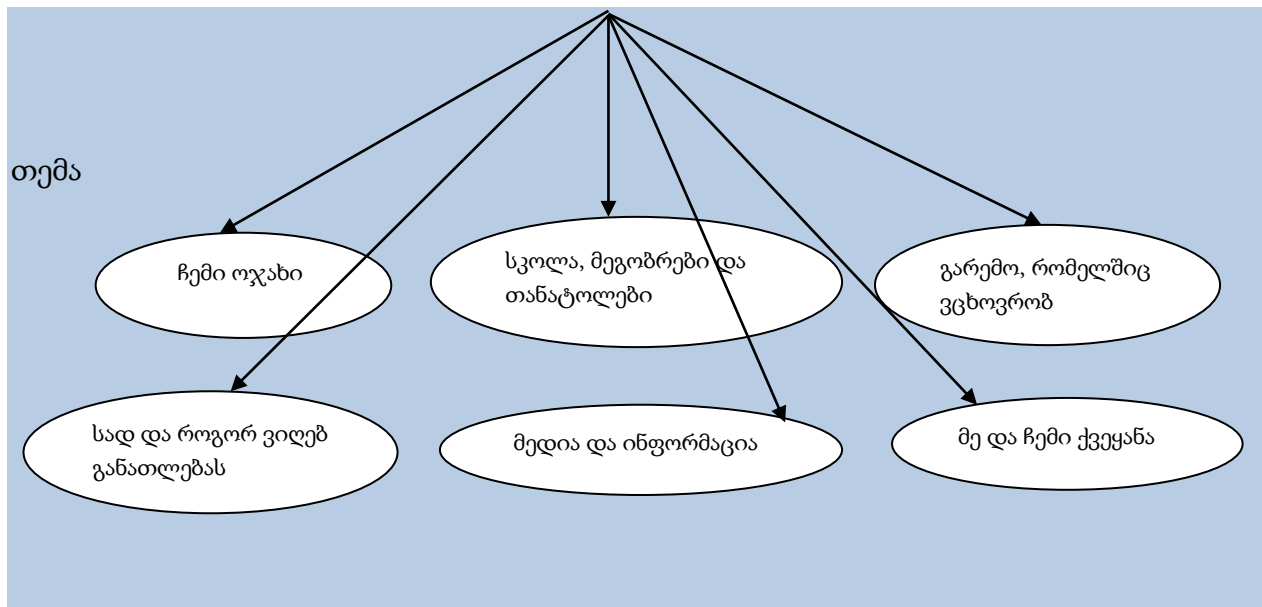 თემა
ჩემი ოჯახი
სკოლა, მეგობრები და
თანატოლები
გარემო, რომელშიც
ვცხოვრობ
სად და როგორ ვიღებ
განათლებას
მედია და ინფორმაცია
მე და ჩემი ქვეყანა